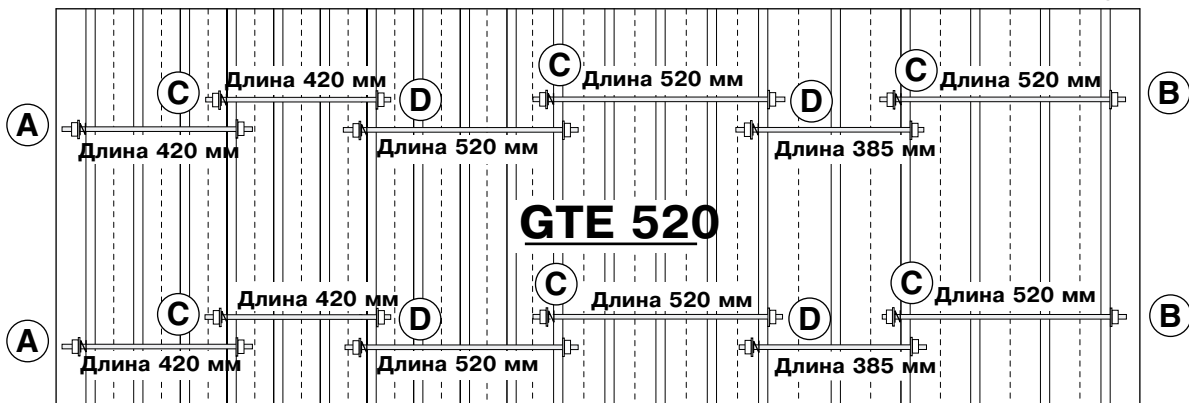 C Длина 420 мм D C Длина 520 мм D C Длина 520 мм B
A Длина 420 мм Длина 520 мм Длина 385 мм
GTE 520
C Длина 420 мм D C Длина 520 мм D C Длина 520 мм B
A Длина 420 мм Длина 520 мм Длина 385 мм